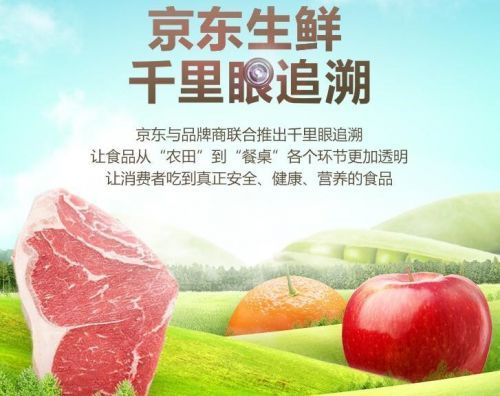 京东生鲜
千里眼追溯
京东与品牌商联合推出千里眼追溯
让食品从“农田”到“餐桌”各个环节更加透明
让消费者吃到真正安全、健康、营养的食品